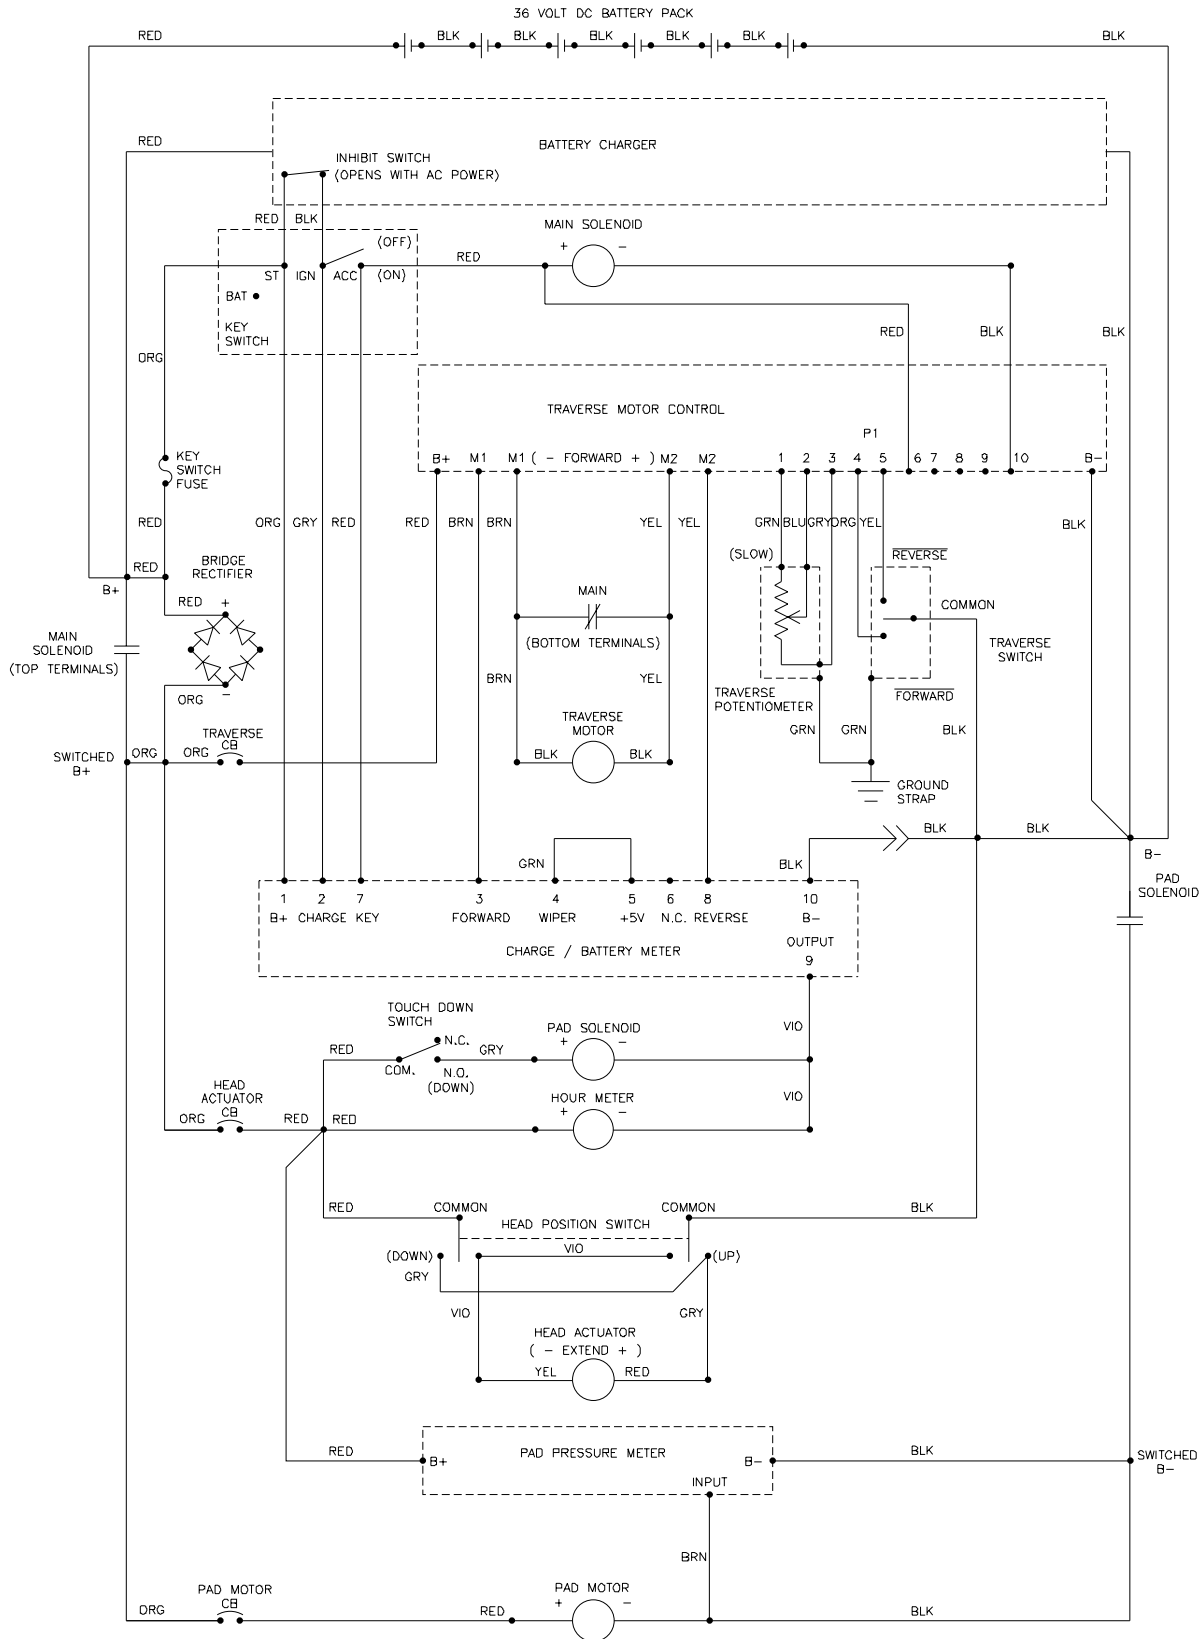 36 VOLT DC BATTERY PACK
RED BLK BLK BLK BLK BLK BLK
RED
BATTERY CHARGER
INHIBIT SWITCH
(OPENS WITH AC POWER)
RED BLK
MAIN SOLENOID
+ -
(OFF)
RED
ST IGN ACC (ON)
BAT
KEY
SWITCH
RED BLK BLK
ORG
TRAVERSE MOTOR CONTROL
P1
KEY
SWITCH
FUSE
B+ M1 M1 ( - FORWARD + ) M2 M2 1 2 3 4 5 6 7 8 9 10 B-
RED ORG GRY RED RED BRN BRN YEL YEL GRN BLU GRY ORG YEL BLK
(SLOW) REVERSE
BRIDGE
RECTIFIER
RED
B+
RED +
MAIN
(BOTTOM TERMINALS)
COMMON
MAIN
SOLENOID
(TOP TERMINALS)
TRAVERSE
SWITCH
BRN YEL
-
ORG
TRAVERSE
POTENTIOMETER
FORWARD
TRAVERSE
CB
TRAVERSE
MOTOR
GRN GRN BLK
SWITCHED
B+
ORG ORG
BLK BLK
GROUND
STRAP
BLK BLK
B-
GRN BLK
PAD
SOLENOID
1 2 7 3 4 5 6 8 10
B+ CHARGE KEY FORWARD WIPER +5V N.C. REVERSE B-
CHARGE / BATTERY METER
OUTPUT
9
TOUCH DOWN
SWITCH
N.C.
PAD SOLENOID
+ -
VIO
RED GRY
COM. N.O.
(DOWN)
HEAD
ACTUATOR
CB
HOUR METER
+ -
VIO
ORG RED RED
RED COMMON COMMON BLK
HEAD POSITION SWITCH
VIO
(DOWN) (UP)
GRY
VIO GRY
HEAD ACTUATOR
( - EXTEND + )
YEL RED
RED B+ PAD PRESSURE METER B- BLK
SWITCHED
B-
INPUT
BRN
PAD MOTOR
CB
PAD MOTOR
+ -
ORG RED BLK